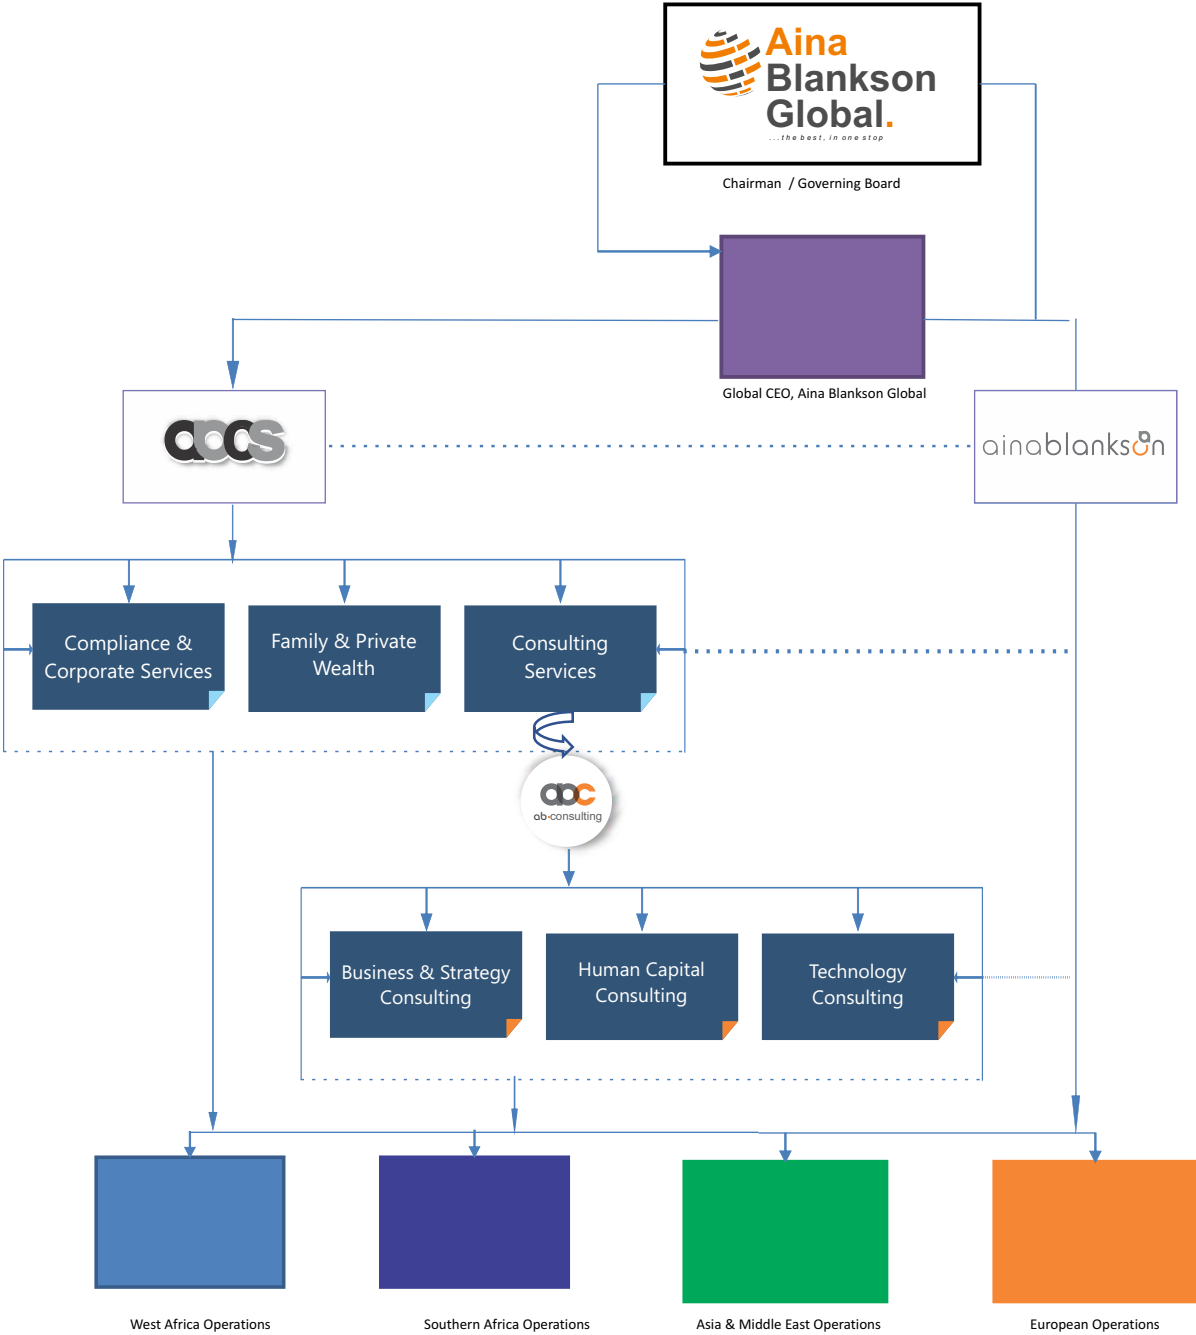 Aina
Blankson
Global.
...the best, in one stop
Chairman / Governing Board
Global CEO, Aina Blankson Global
abcs
ainablankson
Compliance &
Corporate Services
Family & Private
Wealth
Consulting
Services
abc
ab-consulting
Business & Strategy
Consulting
Human Capital
Consulting
Technology
Consulting
West Africa Operations
Southern Africa Operations
Asia & Middle East Operations
European Operations